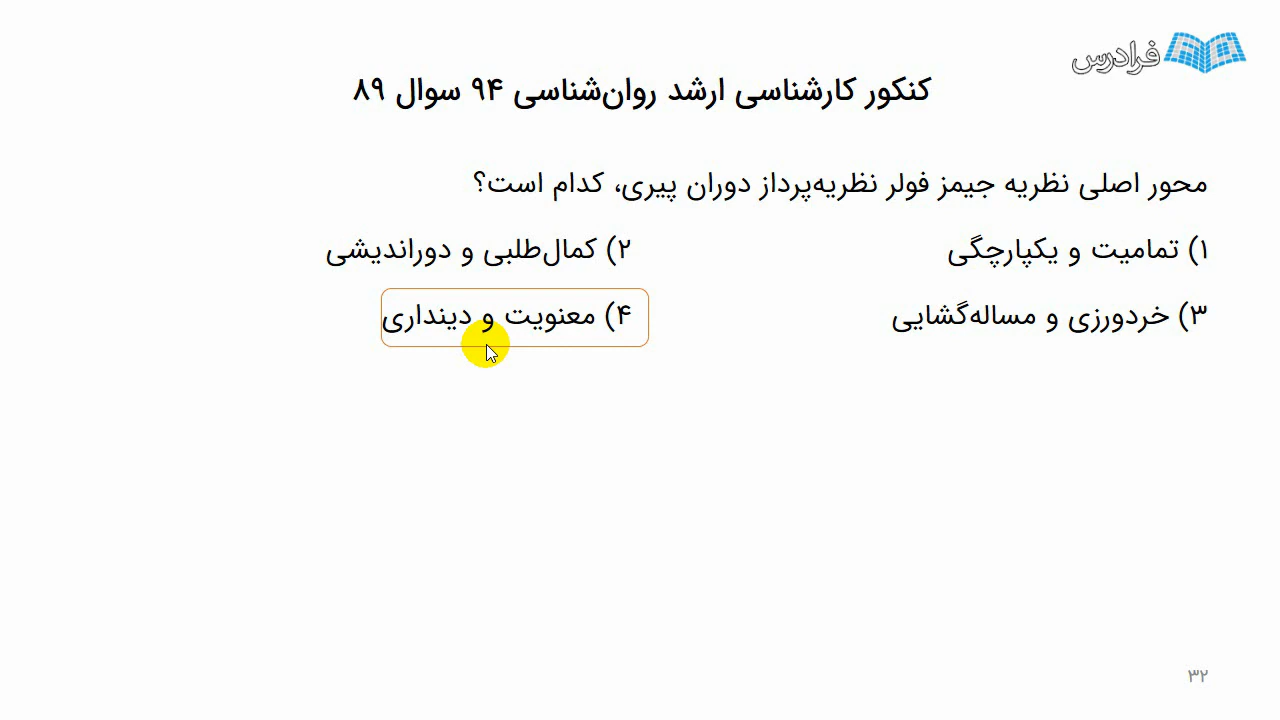 فرادرس
کنکور کارشناسی ارشد روان‌شناسی ۹۴ سوال ۸۹
محور اصلی نظریه جیمز فولر نظریه‌پرداز دوران پیری، کدام است؟
۱) تمامیت و یکپارچگی ۲) کمال‌طلبی و دوراندیشی
۳) خردورزی و مساله‌گشایی ۴) معنویت و دینداری
۳۲